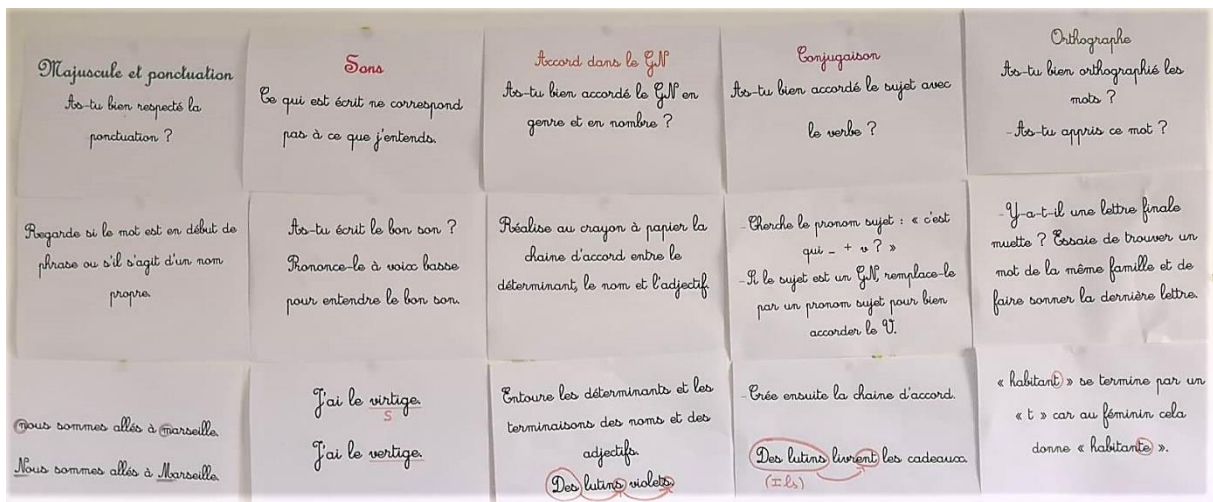 Majuscule et ponctuation
As-tu bien respecté la
ponctuation ?
Regarde si le mot est en début de
phrase ou s'il s'agit d'un nom
propre.
nous sommes allés à marseille.
Nous sommes allés à Marseille.
Sons
Ce qui est écrit ne correspond
pas à ce que j'entends.
As-tu écrit le bon son ?
Prononce-le à voix basse
pour entendre le bon son.
J'ai le virtige.
S
J'ai le vertige.
Accord dans le GN
As-tu bien accordé le GN en
genre et en nombre ?
Réalise au crayon à papier la
chaine d'accord entre le
déterminant, le nom et l'adjectif.
Entoure les déterminants et les
terminaisons des noms et des
adjectifs.
Des lutins violets.
Conjugaison
As-tu bien accordé le sujet avec
le verbe ?
- Cherche le pronom sujet : « c'est
qui _ + v ? »
- Si le sujet est un GN, remplace-le
par un pronom sujet pour bien
accorder le V.
- Crée ensuite la chaine d'accord.
Des lutins livrent les cadeaux.
(Ils)
Orthographe
As-tu bien orthographié les
mots ?
- As-tu appris ce mot ?
- Y-a-t-il une lettre finale
muette ? Essaie de trouver un
mot de la même famille et de
faire sonner la dernière lettre.
« habitant » se termine par un
« t » car au féminin cela
donne « habitante ».